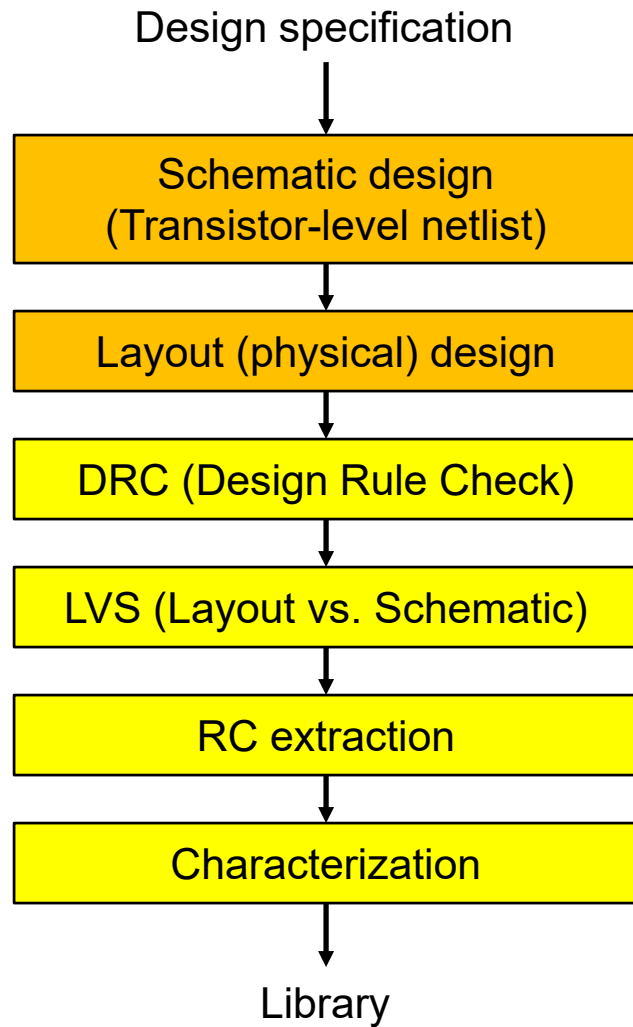 Design specification
Schematic design
(Transistor-level netlist)
Layout (physical) design
DRC (Design Rule Check)
LVS (Layout vs. Schematic)
RC extraction
Characterization
Library